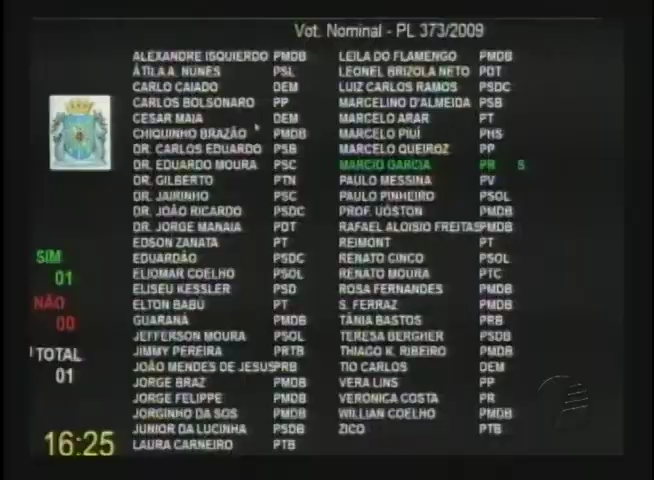 Vot. Nominal - PL 373/2009
ALEXANDRE ISQUIERDO PMDB
ÁTILA A. NUNES PSL
CARLO CAIADO DEM
CARLOS BOLSONARO PP
CESAR MAIA DEM
CHIQUINHO BRAZÃO PMDB
DR. CARLOS EDUARDO PSB
DR. EDUARDO MOURA PSC
DR. GILBERTO PTN
DR. JAIRINHO PSC
DR. JOÃO RICARDO PSDC
DR. JORGE MANAIA PDT
EDSON ZANATA PT
EDUARDÃO PSDC
ELIOMAR COELHO PSOL
ELISEU KESSLER PSD
ELTON BABÚ PT
GUARANÁ PMDB
JEFFERSON MOURA PSOL
JIMMY PEREIRA PRTB
JOÃO MENDES DE JESUS PRB
JORGE BRAZ PMDB
JORGE FELIPPE PMDB
JORGINHO DA SOS PMDB
JUNIOR DA LUCINHA PSDB
LAURA CARNEIRO PTB
LEILA DO FLAMENGO PMDB
LEONEL BRIZOLA NETO PDT
LUIZ CARLOS RAMOS PSDC
MARCELINO D'ALMEIDA PSB
MARCELO ARAR PT
MARCELO PIUÍ PHS
MARCELO QUEIROZ PP
MARCIO GARCIA PR S
PAULO MESSINA PV
PAULO PINHEIRO PSOL
PROF. UÓSTON PMDB
RAFAEL ALOISIO FREITAS PMDB
REIMONT PT
RENATO CINCO PSOL
RENATO MOURA PTC
ROSA FERNANDES PMDB
S. FERRAZ PMDB
TÂNIA BASTOS PRB
TERESA BERGHER PSDB
THIAGO K. RIBEIRO PMDB
TIO CARLOS DEM
VERA LINS PP
VERONICA COSTA PR
WILLIAN COELHO PMDB
ZICO PTB
SIM
01
NÃO
00
TOTAL
01
16:25